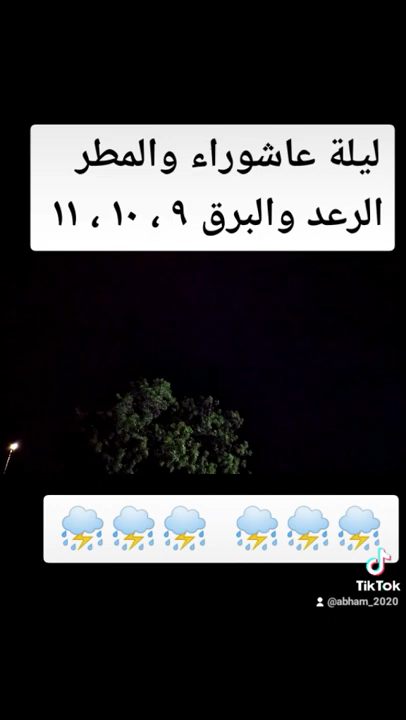 ليلة عاشوراء والمطر
الرعد والبرق ٩ ، ١٠ ، ١١
TikTok
@abham_2020